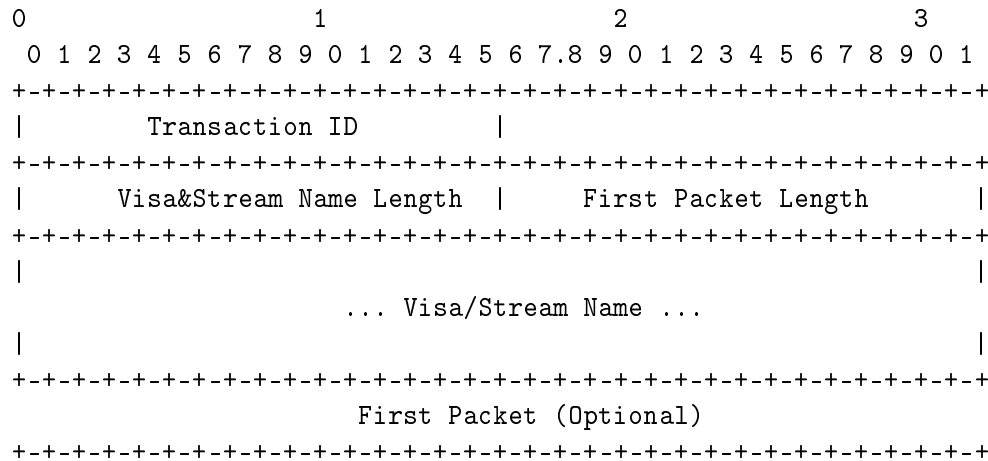 0                   1                   2                   3
 0 1 2 3 4 5 6 7 8 9 0 1 2 3 4 5 6 7.8 9 0 1 2 3 4 5 6 7 8 9 0 1
+-+-+-+-+-+-+-+-+-+-+-+-+-+-+-+-+-+-+-+-+-+-+-+-+-+-+-+-+-+-+-+-+
|        Transaction ID         |
+-+-+-+-+-+-+-+-+-+-+-+-+-+-+-+-+-+-+-+-+-+-+-+-+-+-+-+-+-+-+-+-+
|      Visa&Stream Name Length  |     First Packet Length       |
+-+-+-+-+-+-+-+-+-+-+-+-+-+-+-+-+-+-+-+-+-+-+-+-+-+-+-+-+-+-+-+-+
|                                                               |
                      ... Visa/Stream Name ...
|                                                               |
+-+-+-+-+-+-+-+-+-+-+-+-+-+-+-+-+-+-+-+-+-+-+-+-+-+-+-+-+-+-+-+-+
                       First Packet (Optional)
+-+-+-+-+-+-+-+-+-+-+-+-+-+-+-+-+-+-+-+-+-+-+-+-+-+-+-+-+-+-+-+-+